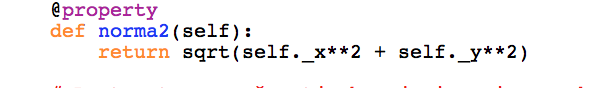 @property
def norma2(self):
return sqrt(self._x**2 + self._y**2)